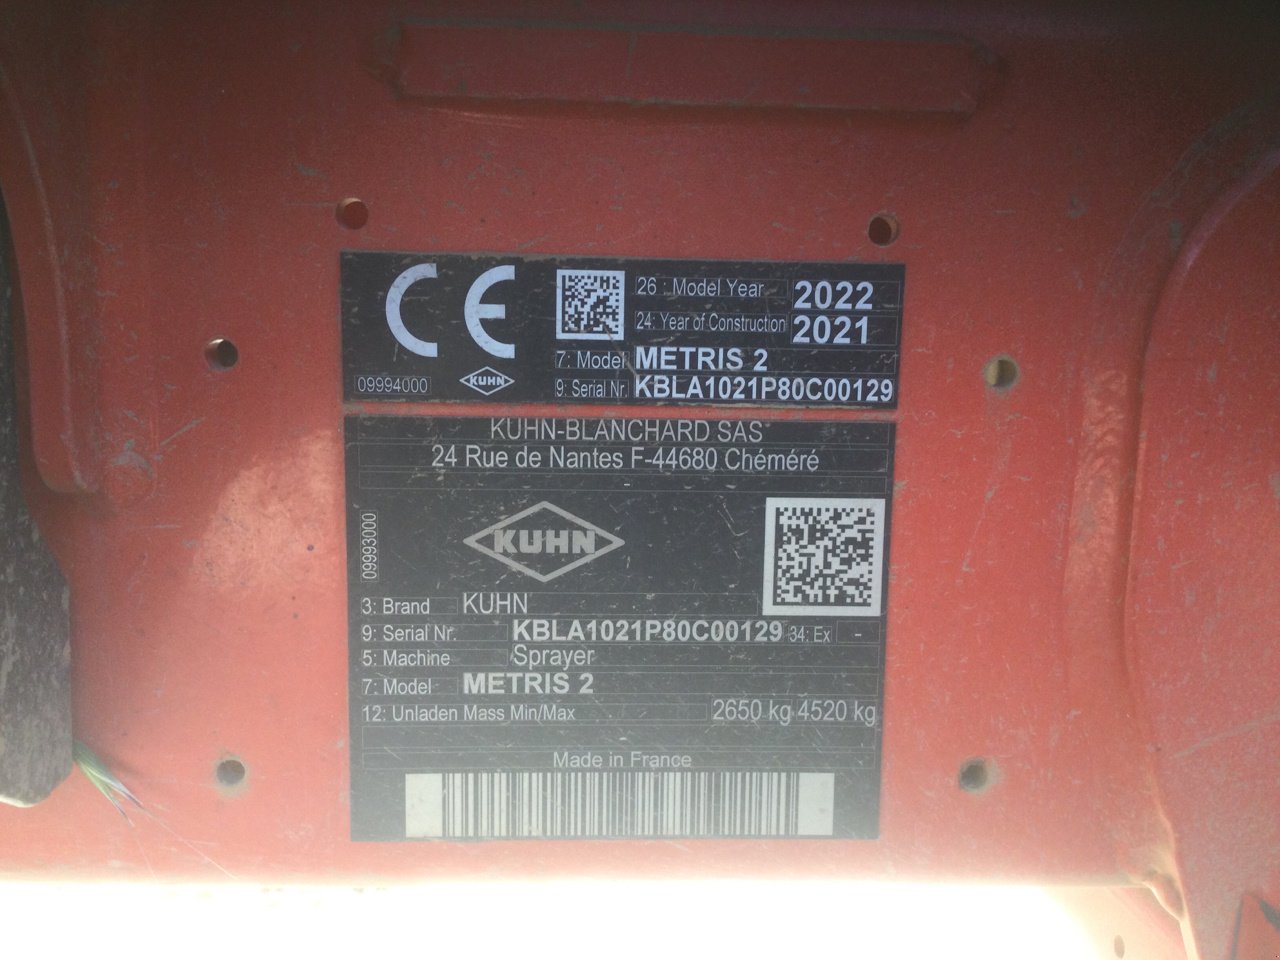 CE
26 : Model Year 2022
24: Year of Construction 2021
7: Model METRIS 2
09994000 KUHN 9: Serial Nr. KBLA1021P80C00129
KUHN-BLANCHARD SAS
24 Rue de Nantes F-44680 Chéméré
-
09993000
KUHN
3: Brand KUHN
9: Serial Nr. KBLA1021P80C00129 34: Ex -
5: Machine Sprayer
7: Model METRIS 2
12: Unladen Mass Min/Max 2650 kg 4520 kg
Made in France